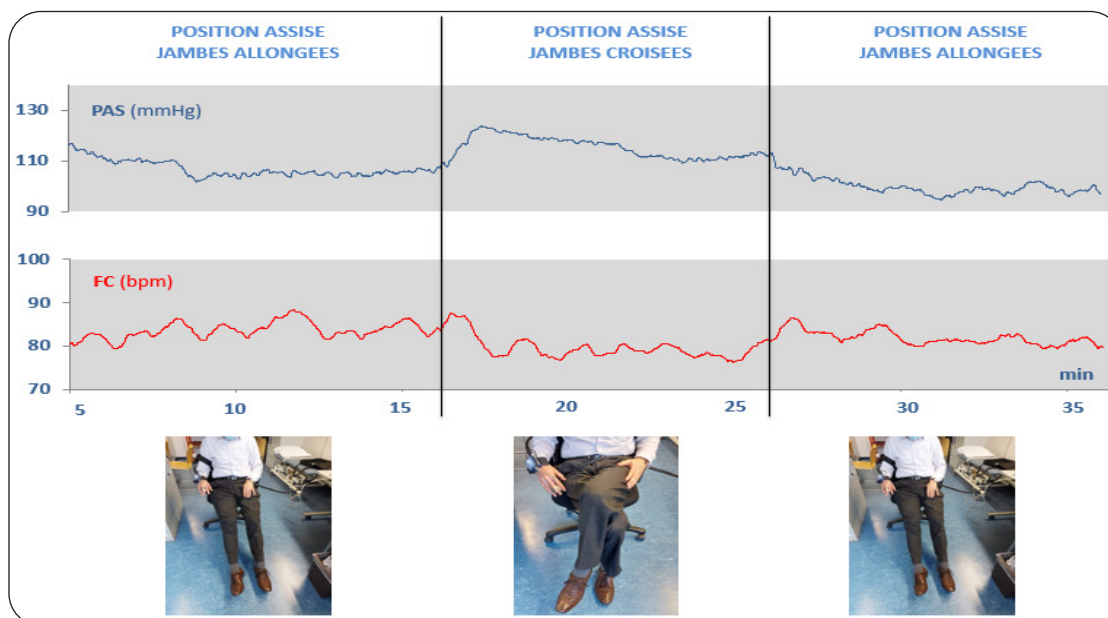 POSITION ASSISE
JAMBES ALLONGEES
POSITION ASSISE
JAMBES CROISEES
POSITION ASSISE
JAMBES ALLONGEES
130
PAS (mmHg)
110
90
100
FC (bpm)
90
80
70
min
5
10
15
20
25
30
35